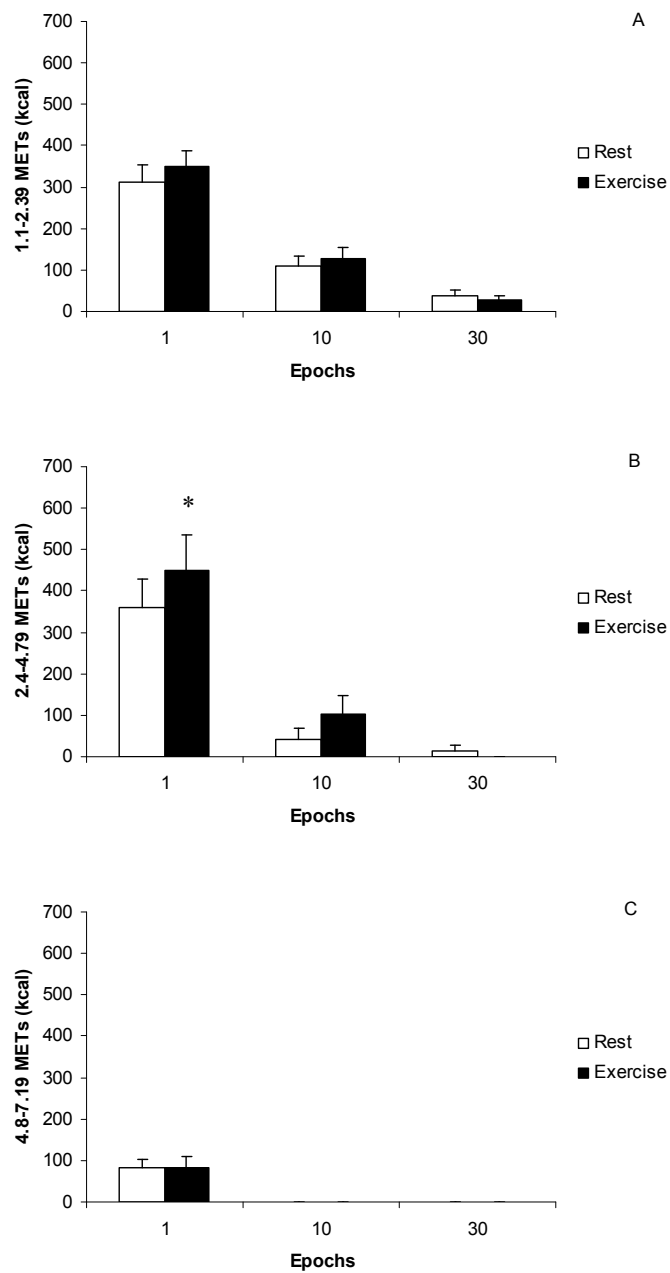 A
700
600
500
400
300
200
100
0
1.1-2.39 METs (kcal)
Rest
Exercise
1 10 30
Epochs
B
700
600
500
400
300
200
100
0
2.4-4.79 METs (kcal)
*
Rest
Exercise
1 10 30
Epochs
C
700
600
500
400
300
200
100
0
4.8-7.19 METs (kcal)
Rest
Exercise
1 10 30
Epochs